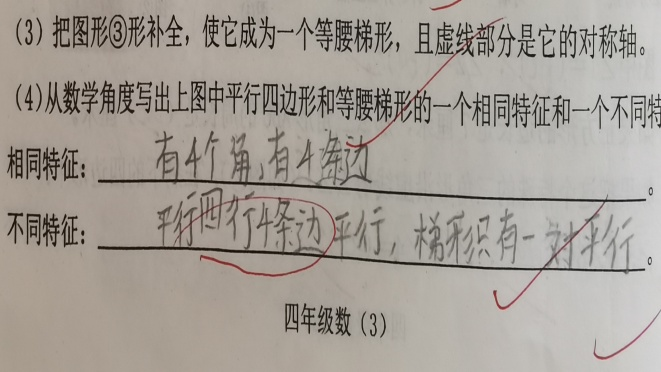 (3) 把图形③形补全，使它成为一个等腰梯形，且虚线部分是它的对称轴。
(4)从数学角度写出上图中平行四边形和等腰梯形的一个相同特征和一个不同特
相同特征：有4个角,有4条边。
不同特征：平行四行4条边平行，梯形只有一对平行。
四年级数（3）